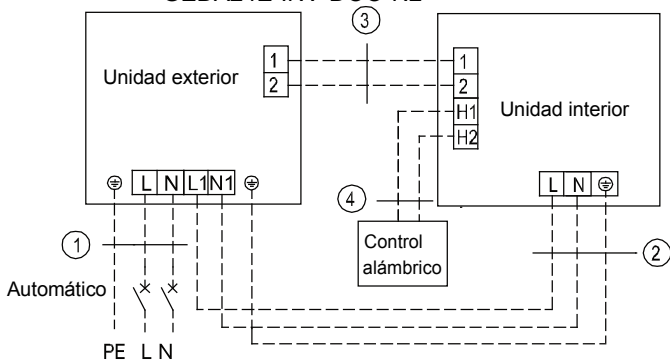 ③
1 1
2 2
Unidad exterior
Unidad interior
H1
H2
L N L1 N1
L N
④
①
②
Control
alámbrico
Automático
PE L N